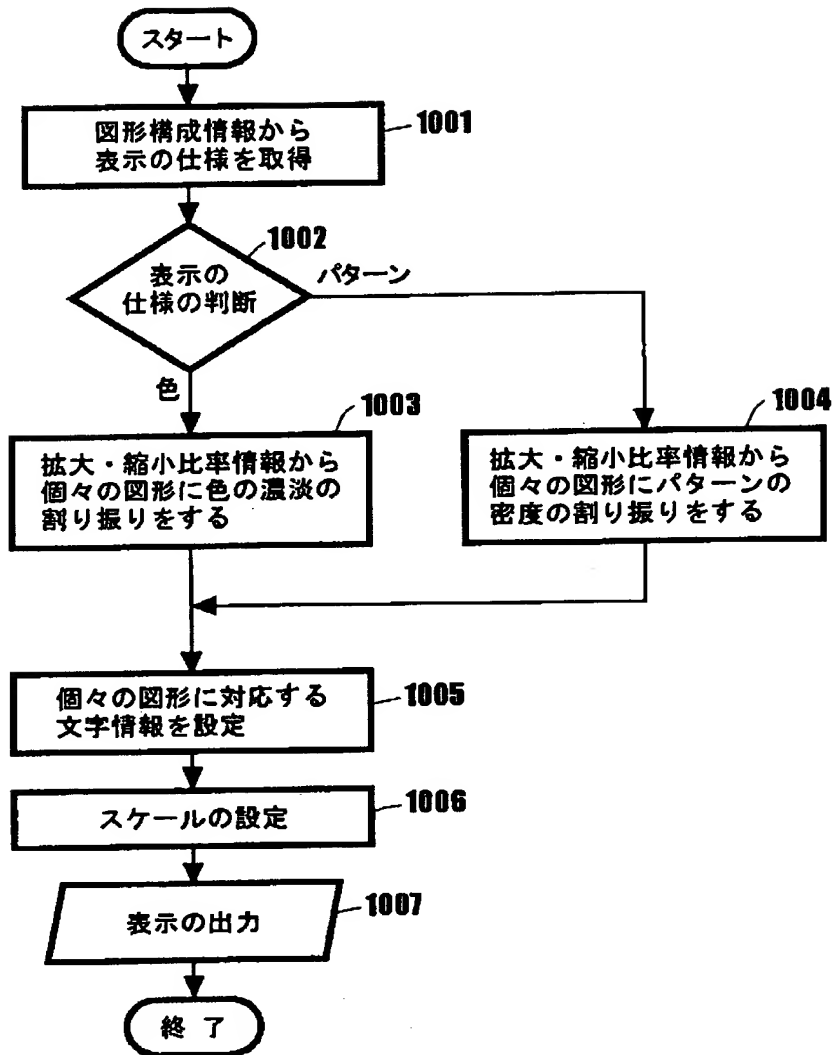 スタート
図形構成情報から
表示の仕様を取得
1001
1002
表示の
仕様の判断
パターン
色
1003
拡大・縮小比率情報から
個々の図形に色の濃淡の
割り振りをする
1004
拡大・縮小比率情報から
個々の図形にパターンの
密度の割り振りをする
個々の図形に対応する
文字情報を設定
1005
スケールの設定
1006
表示の出力
1007
終了